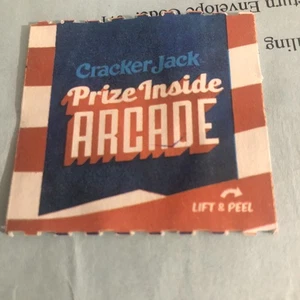 Cracker Jack
Prize Inside
ARCADE
LIFT & PEEL